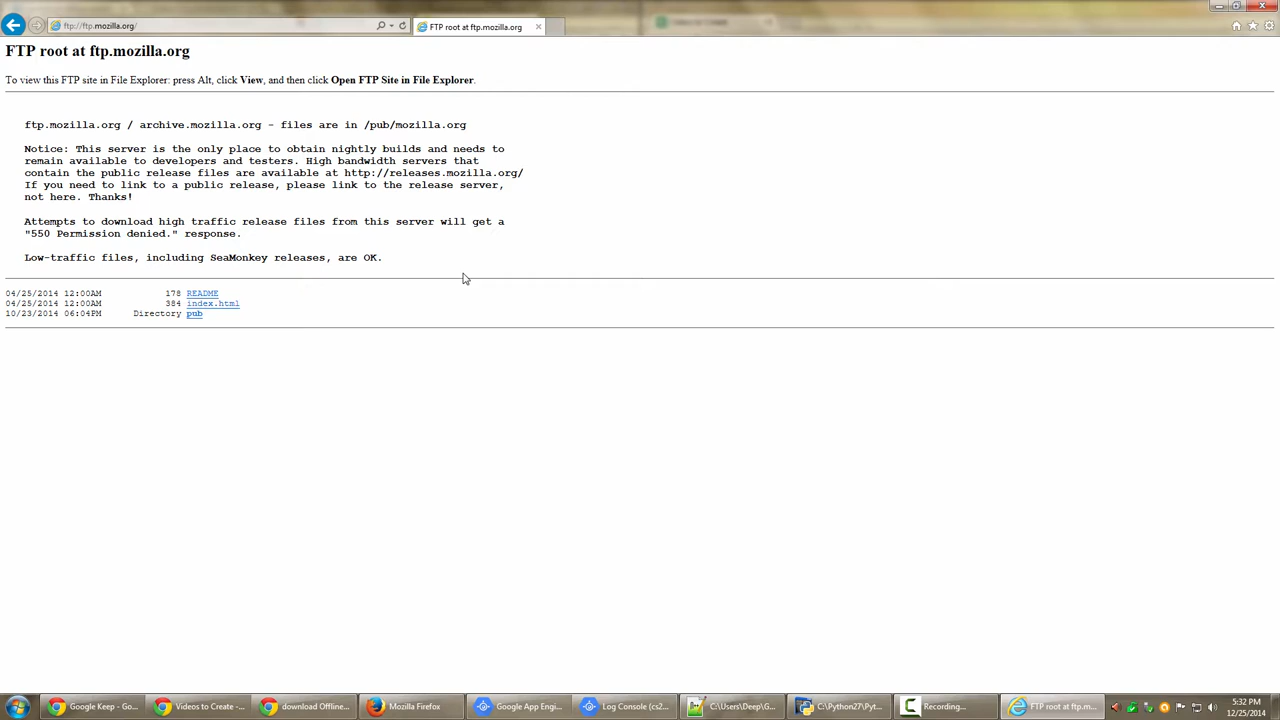 ftp://ftp.mozilla.org/
FTP root at ftp.mozilla.org
Videos to Create
FTP root at ftp.mozilla.org
To view this FTP site in File Explorer: press Alt, click View, and then click Open FTP Site in File Explorer.
ftp.mozilla.org / archive.mozilla.org - files are in /pub/mozilla.org
Notice: This server is the only place to obtain nightly builds and needs to
remain available to developers and testers. High bandwidth servers that
contain the public release files are available at http://releases.mozilla.org/
If you need to link to a public release, please link to the release server,
not here. Thanks!
Attempts to download high traffic release files from this server will get a
"550 Permission denied." response.
Low-traffic files, including SeaMonkey releases, are OK.
04/25/2014 12:00AM 178 README
04/25/2014 12:00AM 384 index.html
10/23/2014 06:04PM Directory pub
Google Keep - Go...
Videos to Create -...
download Offline...
Mozilla Firefox
Google App Engi...
Log Console (cs2...
C:\Users\Deep\G...
C:\Python27\Pyt...
Recording...
FTP root at ftp.m...
5:32 PM
12/25/2014